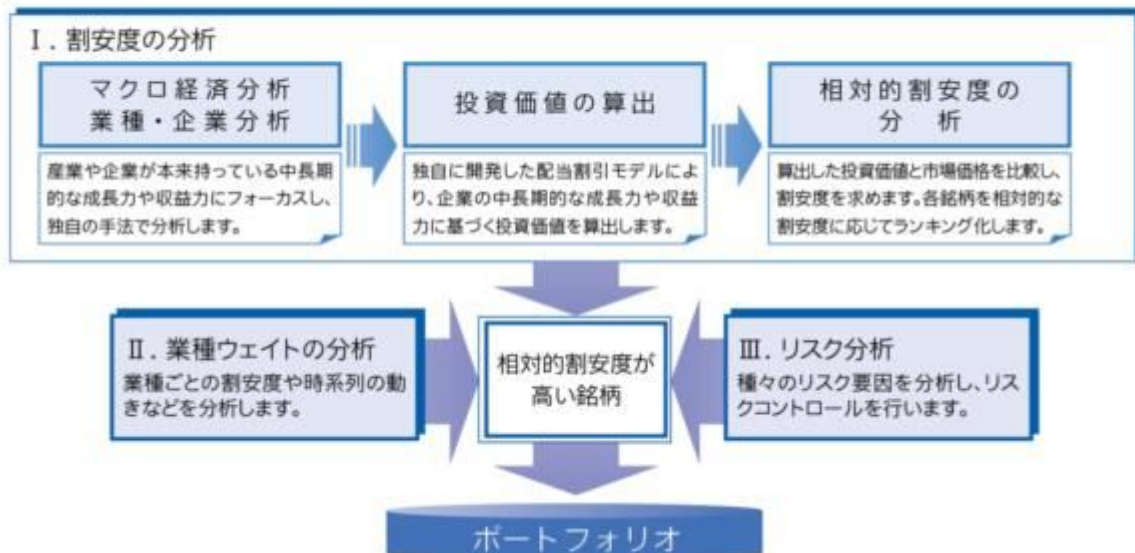 Ⅰ. 割安度の分析
マクロ経済分析
業種・企業分析
産業や企業が本来持っている中長期
的な成長力や収益力にフォーカスし、
独自の手法で分析します。
投資価値の算出
独自に開発した配当割引モデルによ
り、企業の中長期的な成長力や収益
力に基づく投資価値を算出します。
相対的割安度の
分　析
算出した投資価値と市場価格を比較し、
割安度を求めます。各銘柄を相対的な
割安度に応じてランキング化します。
Ⅱ. 業種ウェイトの分析
業種ごとの割安度や時系列の動
きなどを分析します。
相対的割安度が
高い銘柄
Ⅲ. リスク分析
種々のリスク要因を分析し、リス
クコントロールを行います。
ポートフォリオ